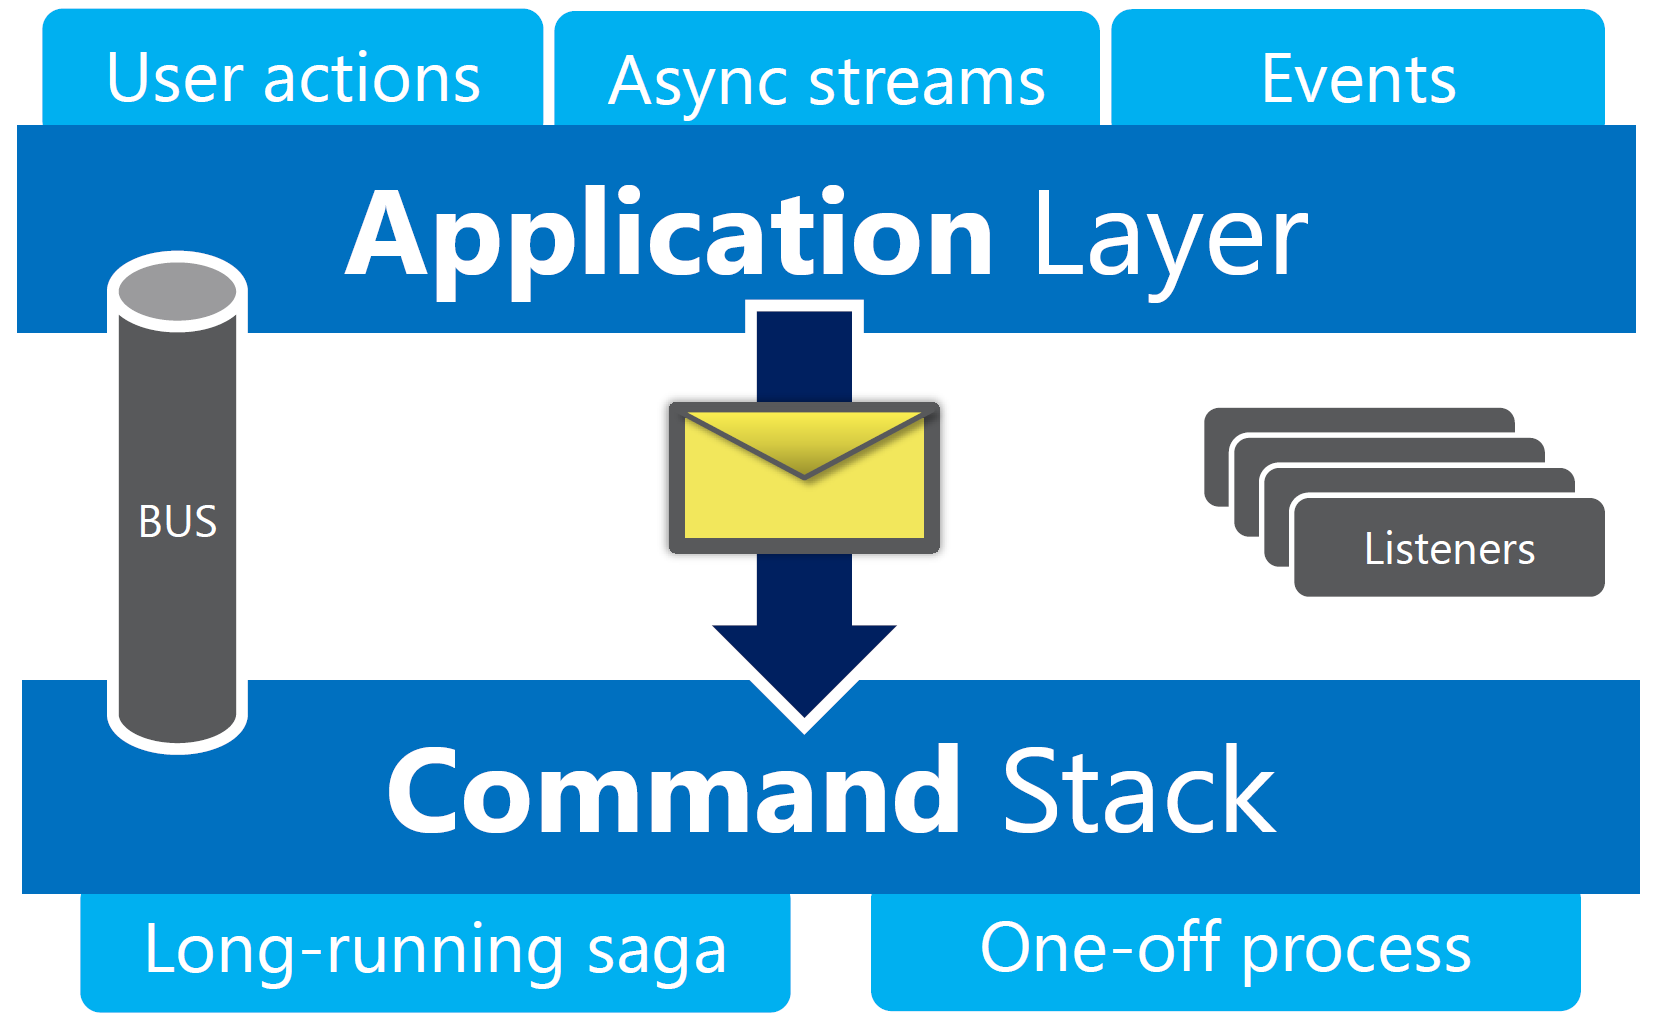 User actions
Async streams
Events
Application Layer
BUS
Listeners
Command Stack
Long-running saga
One-off process